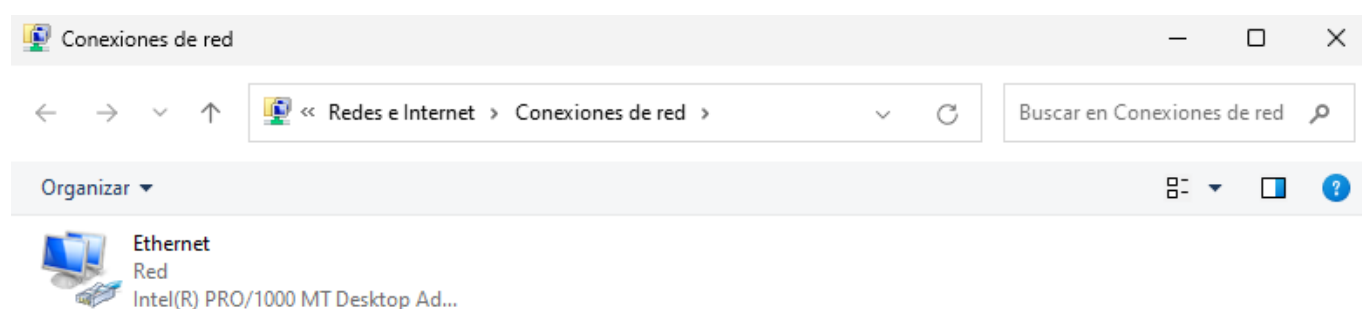 Conexiones de red
« Redes e Internet > Conexiones de red >
Buscar en Conexiones de red
Organizar
Ethernet
Red
Intel(R) PRO/1000 MT Desktop Ad...